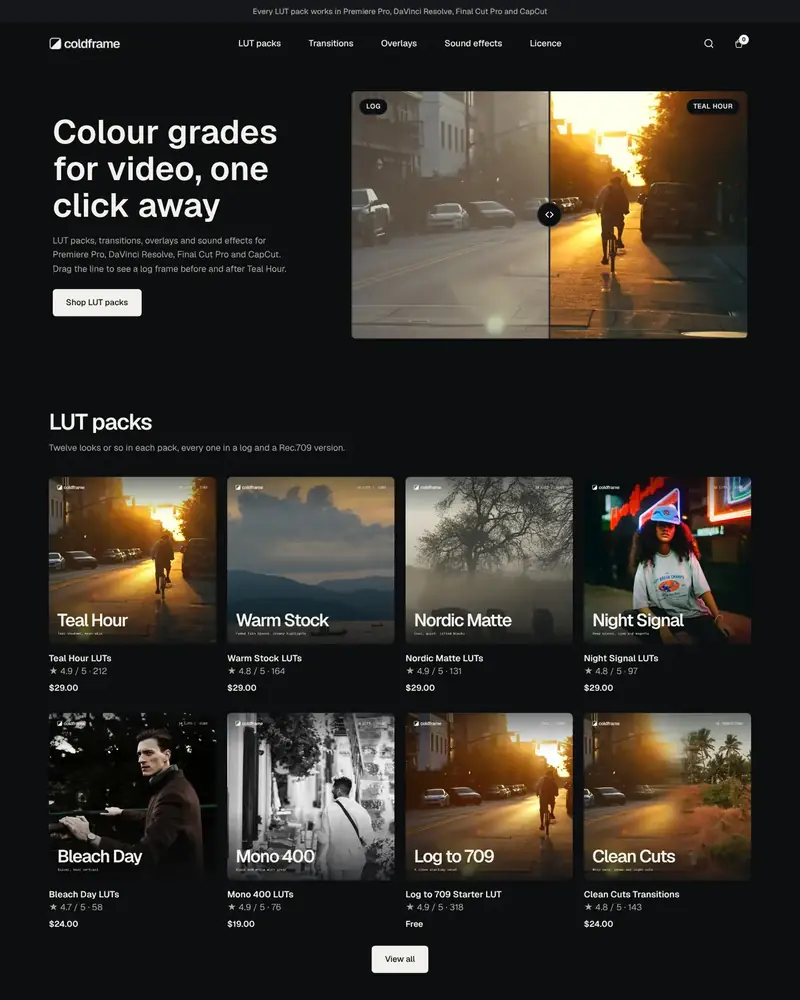 Every LUT pack works in Premiere Pro, DaVinci Resolve, Final Cut Pro and CapCut
coldframe
LUT packs
Transitions
Overlays
Sound effects
Licence
0
Colour grades
for video, one
click away
LUT packs, transitions, overlays and sound effects for
Premiere Pro, DaVinci Resolve, Final Cut Pro and CapCut.
Drag the line to see a log frame before and after Teal Hour.
Shop LUT packs
LOG
TEAL HOUR
LUT packs
Twelve looks or so in each pack, every one in a log and a Rec.709 version.
coldframe
Teal Hour
Teal Hour LUTs
★ 4.9 / 5 · 212
$29.00
coldframe
Warm Stock
Faded film blacks, creamy highlights
Warm Stock LUTs
★ 4.8 / 5 · 164
$29.00
coldframe
Nordic Matte
Nordic Matte LUTs
★ 4.9 / 5 · 131
$29.00
coldframe
Night Signal
Night Signal LUTs
★ 4.8 / 5 · 97
$29.00
coldframe
Bleach Day
Bleach Day LUTs
★ 4.7 / 5 · 58
$24.00
coldframe
Mono 400
Mono 400 LUTs
★ 4.9 / 5 · 76
$19.00
coldframe
Log to 709
Log to 709 Starter LUT
★ 4.9 / 5 · 318
Free
coldframe
Clean Cuts
Clean Cuts Transitions
★ 4.8 / 5 · 143
$24.00
View all